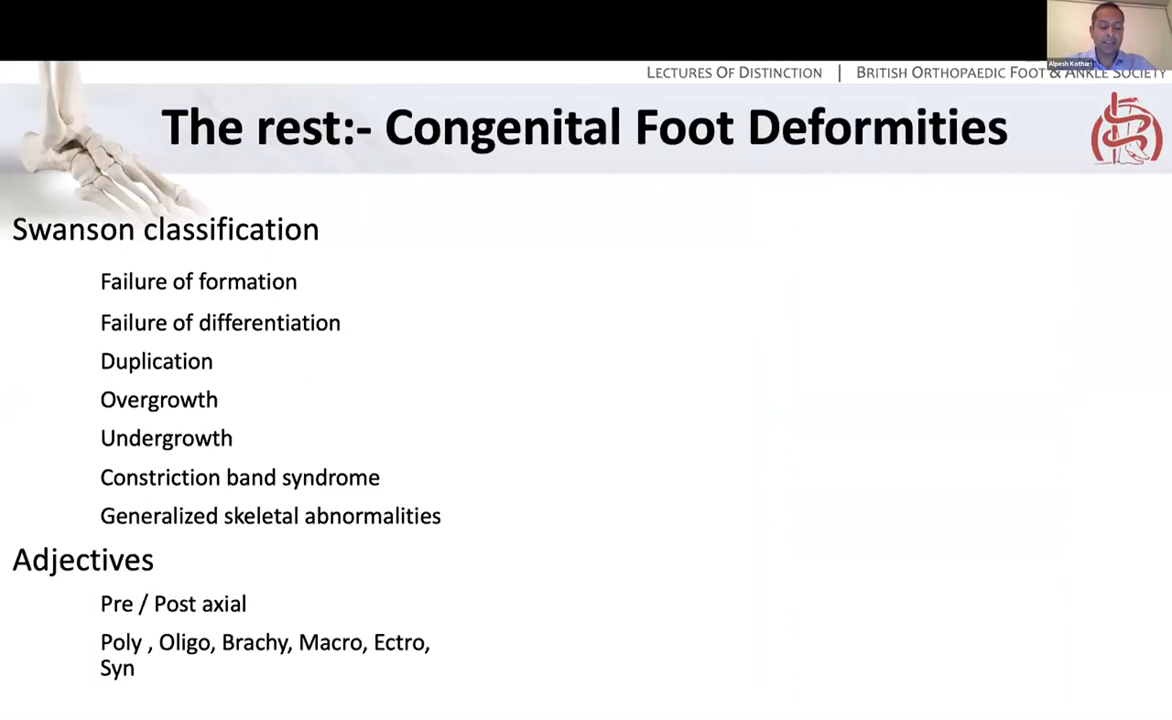 Alpesh Kothari
LECTURES OF DISTINCTION | BRITISH ORTHOPAEDIC FOOT & ANKLE SOCIETY
The rest:- Congenital Foot Deformities
Swanson classification
Failure of formation
Failure of differentiation
Duplication
Overgrowth
Undergrowth
Constriction band syndrome
Generalized skeletal abnormalities
Adjectives
Pre / Post axial
Poly , Oligo, Brachy, Macro, Ectro,
Syn